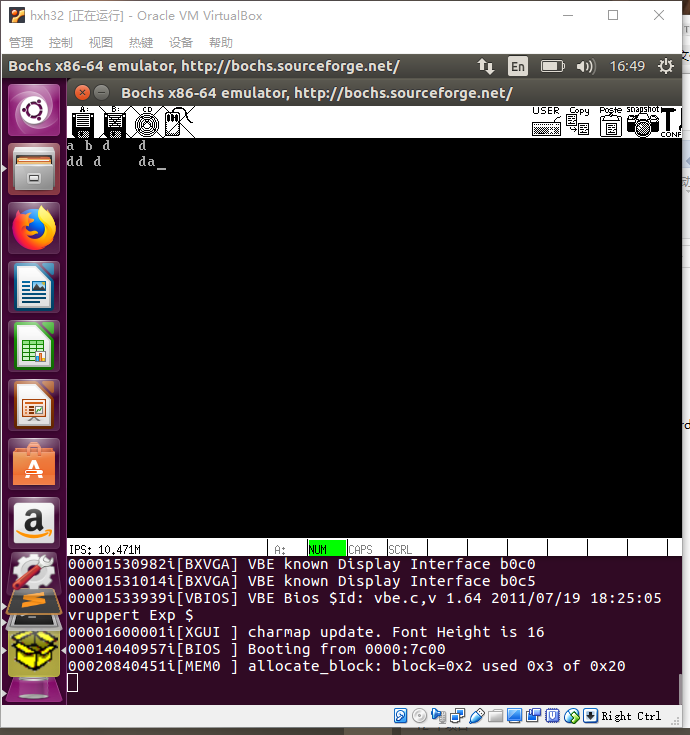 hxh32 [正在运行] - Oracle VM VirtualBox
管理 控制 视图 热键 设备 帮助
Bochs x86-64 emulator, http://bochs.sourceforge.net/ En 16:49
Bochs x86-64 emulator, http://bochs.sourceforge.net/
A: B: CD USER Copy Poste snapshot T
CONF
a b d d
dd d da_
IPS: 10.471M A: NUM CAPS SCRL
00001530982i[BXVGA] VBE known Display Interface b0c0
00001531014i[BXVGA] VBE known Display Interface b0c5
00001533939i[VBIOS] VBE Bios $Id: vbe.c,v 1.64 2011/07/19 18:25:05
vruppert Exp $
00001600001i[XGUI ] charmap update. Font Height is 16
00014040957i[BIOS ] Booting from 0000:7c00
00020840451i[MEM0 ] allocate_block: block=0x2 used 0x3 of 0x20
Right Ctrl